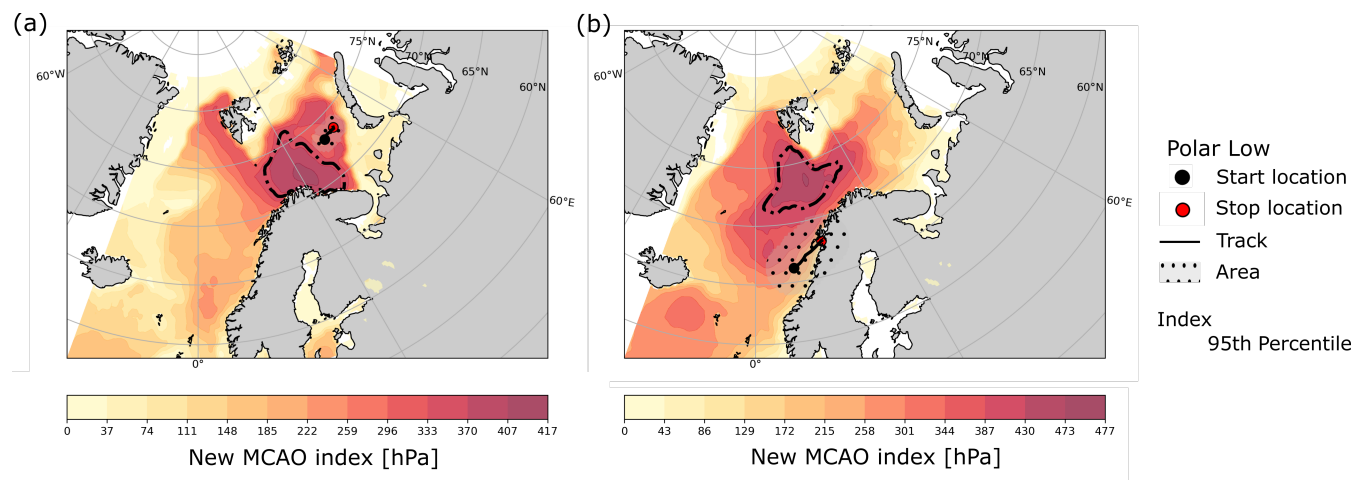 (a)
(b)
75°N
70°N
65°N
60°N
60°W
60°E
0°
75°N
70°N
65°N
60°N
60°W
60°E
0°
Polar Low
Start location
Stop location
Track
Area
Index
95th Percentile
0 37 74 111 148 185 222 259 296 333 370 407 417
New MCAO index [hPa]
0 43 86 129 172 215 258 301 344 387 430 473 477
New MCAO index [hPa]